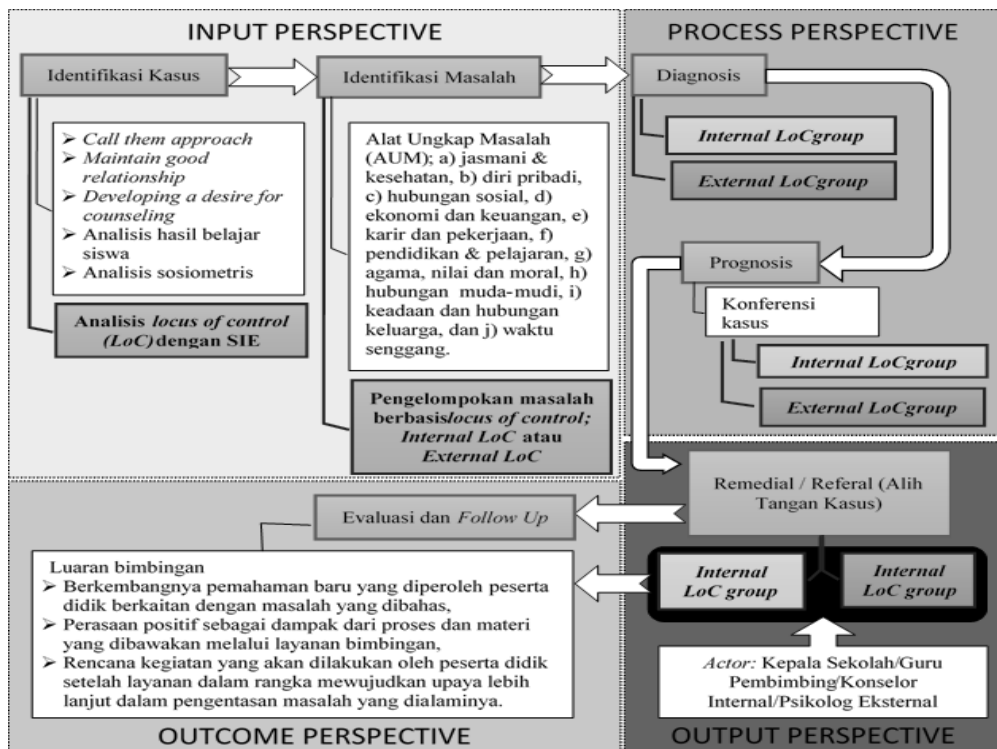 INPUT PERSPECTIVE
Identifikasi Kasus
➢ Call them approach
➢ Maintain good
relationship
➢ Developing a desire for
counseling
➢ Analisis hasil belajar
siswa
➢ Analisis sosiometris
Analisis locus of control
(LoC) dengan SIE
Identifikasi Masalah
Alat Ungkap Masalah
(AUM); a) jasmani &
kesehatan, b) diri pribadi,
c) hubungan sosial, d)
ekonomi dan keuangan, e)
karir dan pekerjaan, f)
pendidikan & pelajaran, g)
agama, nilai dan moral, h)
hubungan muda-mudi, i)
keadaan dan hubungan
keluarga, dan j) waktu
senggang.
Pengelompokan masalah
berbasislocus of control;
Internal LoC atau
External LoC
PROCESS PERSPECTIVE
Diagnosis
Internal LoCgroup
External LoCgroup
Prognosis
Konferensi
kasus
Internal LoCgroup
External LoCgroup
Remedial / Referal (Alih
Tangan Kasus)
Internal
LoC group
Internal
LoC group
Actor: Kepala Sekolah/Guru
Pembimbing/Konselor
Internal/Psikolog Eksternal
OUTPUT PERSPECTIVE
Evaluasi dan Follow Up
Luaran bimbingan
➢ Berkembangnya pemahaman baru yang diperoleh peserta
didik berkaitan dengan masalah yang dibahas,
➢ Perasaan positif sebagai dampak dari proses dan materi
yang dibawakan melalui layanan bimbingan,
➢ Rencana kegiatan yang akan dilakukan oleh peserta didik
setelah layanan dalam rangka mewujudkan upaya lebih
lanjut dalam pengentasan masalah yang dialaminya.
OUTCOME PERSPECTIVE